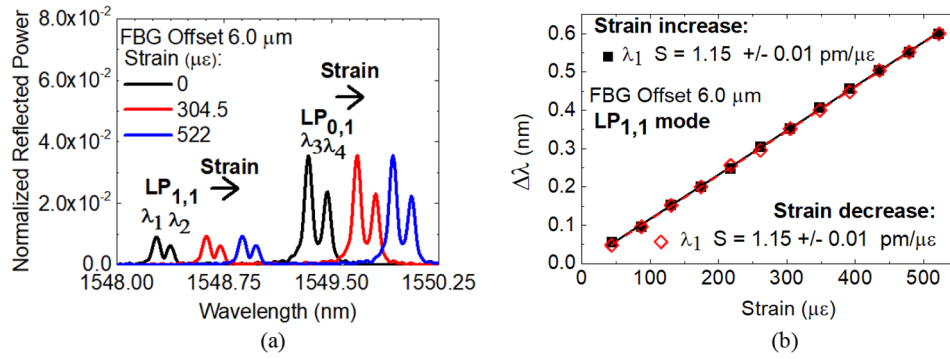 8.0x10⁻²
6.0x10⁻²
4.0x10⁻²
2.0x10⁻²
0.0
Normalized Reflected Power
FBG Offset 6.0 μm
Strain (με):
0
304.5
522
Strain
LP0,1
λ3λ4
LP1,1
Strain
λ1 λ2
1548.00 1548.75 1549.50 1550.25
Wavelength (nm)
(a)
0.6
0.5
0.4
0.3
0.2
0.1
0.0
Δλ (nm)
Strain increase:
λ1 S = 1.15 +/- 0.01 pm/με
FBG Offset 6.0 μm
LP1,1 mode
Strain decrease:
λ1 S = 1.15 +/- 0.01 pm/με
0 100 200 300 400 500
Strain (με)
(b)